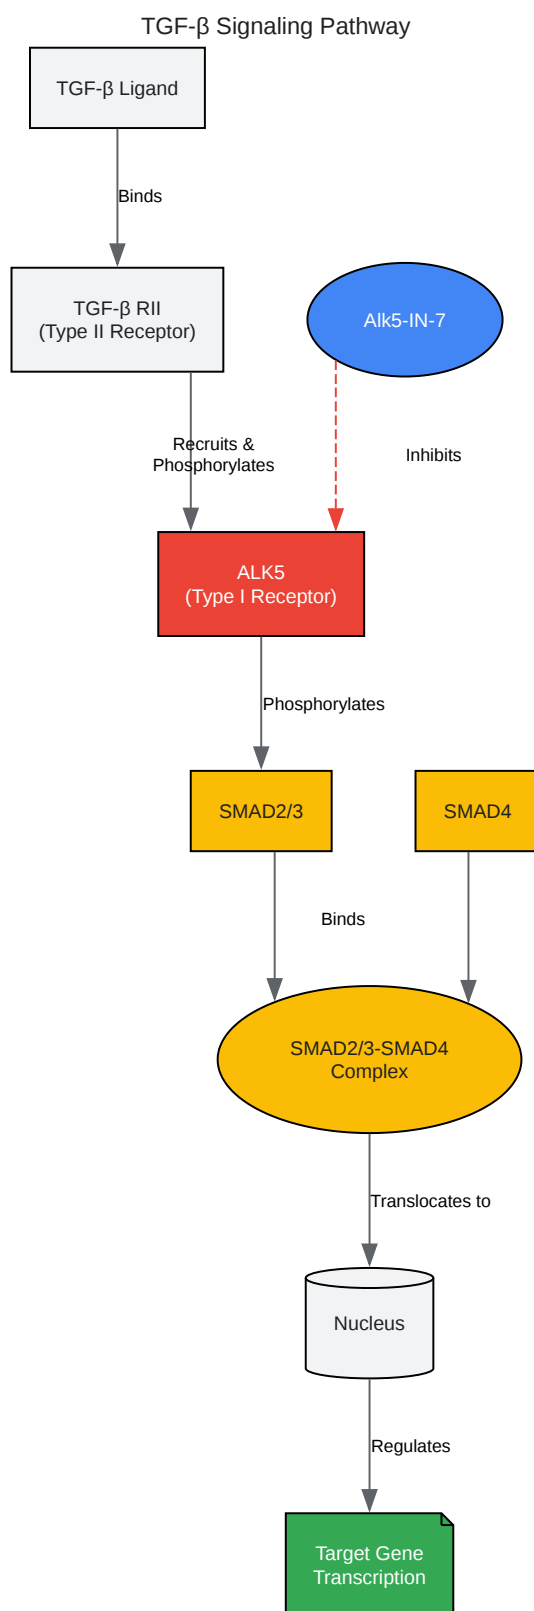 TGF-β Signaling Pathway
TGF-β Ligand
Binds
TGF-β RII
(Type II Receptor)
Alk5-IN-7
Recruits &
Phosphorylates
Inhibits
ALK5
(Type I Receptor)
Phosphorylates
SMAD2/3
SMAD4
Binds
SMAD2/3-SMAD4
Complex
Translocates to
Nucleus
Regulates
Target Gene
Transcription